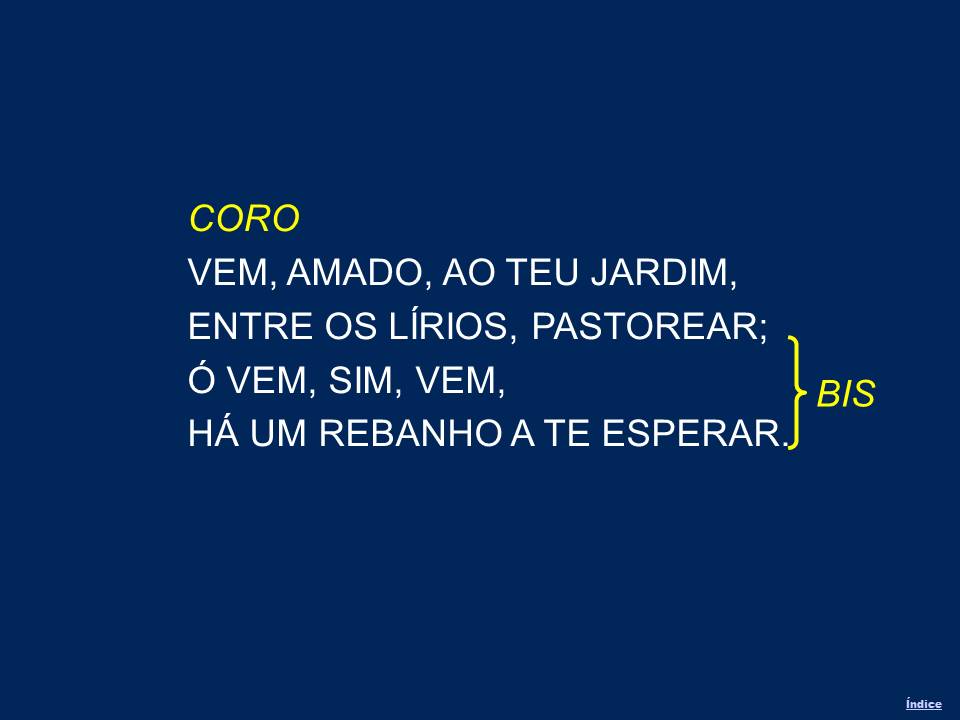 CORO
VEM, AMADO, AO TEU JARDIM,
ENTRE OS LÍRIOS, PASTOREAR;
Ó VEM, SIM, VEM,
HÁ UM REBANHO A TE ESPERAR.
BIS
Índice